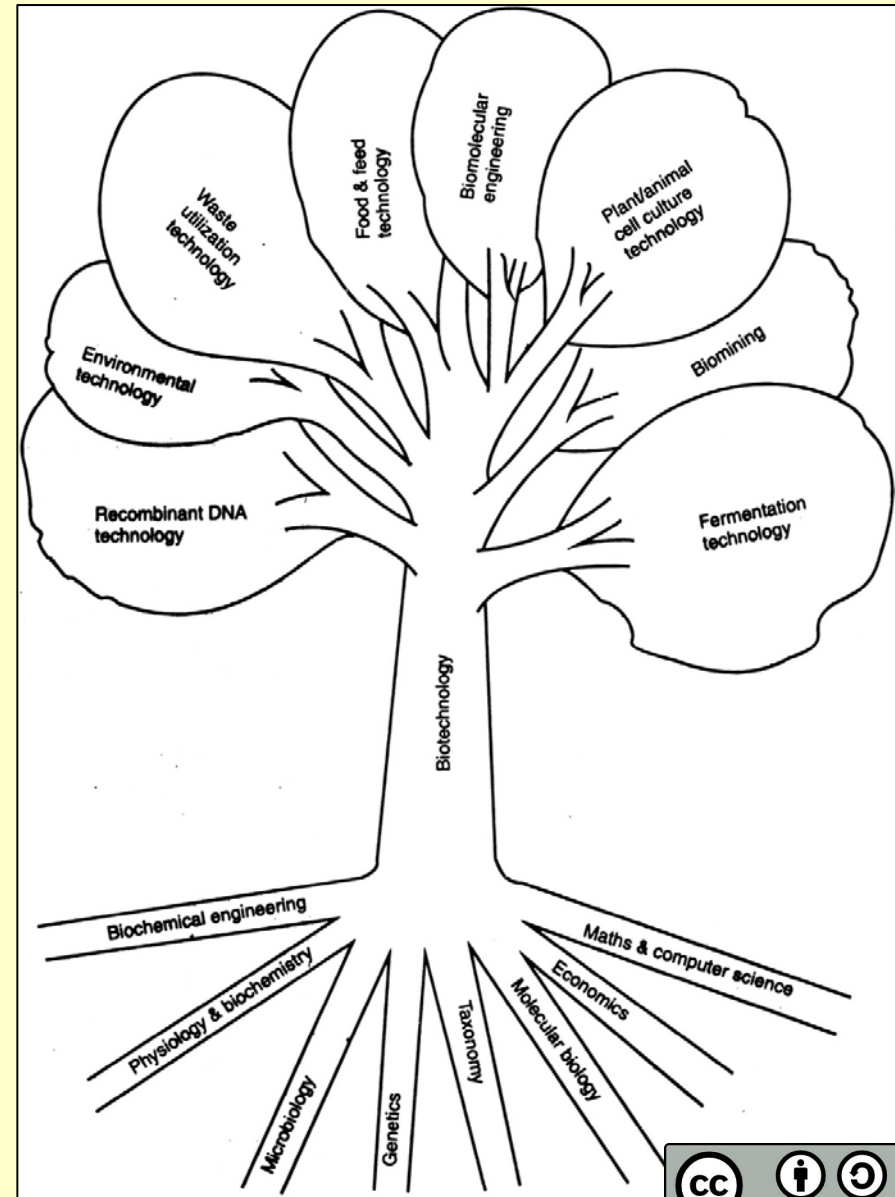 Waste
utilization
technology
Food & feed
technology
Biomolecular
engineering
Plant/animal
cell culture
technology
Environmental
technology
Biomining
Recombinant DNA
technology
Fermentation
technology
Biotechnology
Biochemical engineering
Physiology & biochemistry
Microbiology
Genetics
Taxonomy
Molecular biology
Economics
Maths & computer science
cc